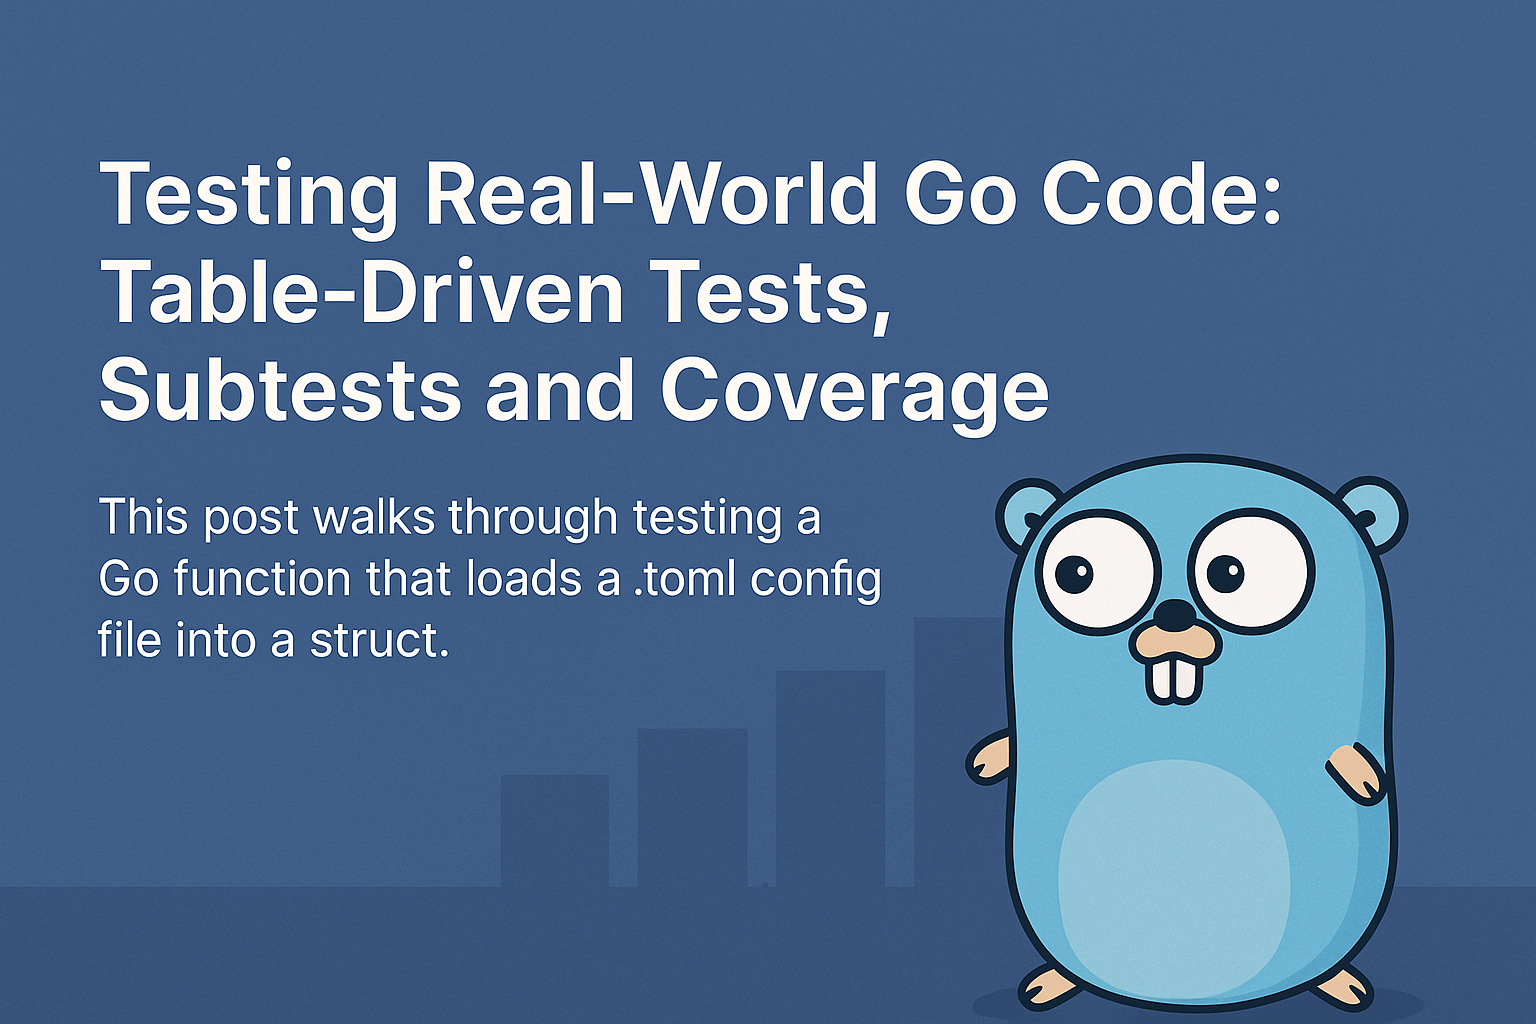 Testing Real-World Go Code:
Table-Driven Tests,
Subtests and Coverage
This post walks through testing a
Go function that loads a .toml config
file into a struct.